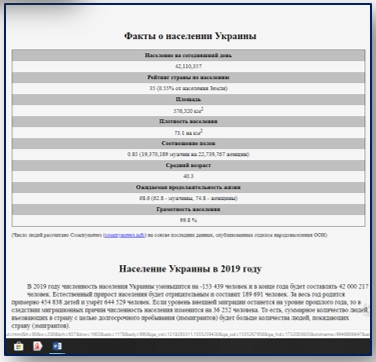 Факты о населении Украины
Население на сегодняшний день
42,110,357
Рейтинг страны по населению
35 (0.55% от населения Земли)
Площадь
576,320 км²
Плотность населения
73.1 на км²
Соотношение полов
0.85 (19,370,189 мужчин на 22,739,767 женщин)
Средний возраст
40.3
Ожидаемая продолжительность жизни
68.6 (62.8 - мужчины, 74.8 - женщины)
Грамотность населения
99.8 %
(Число людей рассчитано Countrymeters (countrymeters.info) на основе последних данных, опубликованных отделом народонаселения ООН)
Население Украины в 2019 году
В 2019 году численность населения Украины уменьшится на -153 439 человек и в конце года будет составлять 42 000 217
человек. Естественный прирост населения будет отрицательным и составит 189 691 человек. За весь год родится
примерно 454 838 детей и умрёт 644 529 человек. Если уровень внешней миграции останется на уровне прошлого года, то в
следствии миграционных причин численность населения изменится на 36 252 человека. То есть, суммарное количество людей,
въезжающих в страну с целью долгосрочного пребывания (иммигрантов) будет больше количества людей, покидающих
страну (эмигрантов).